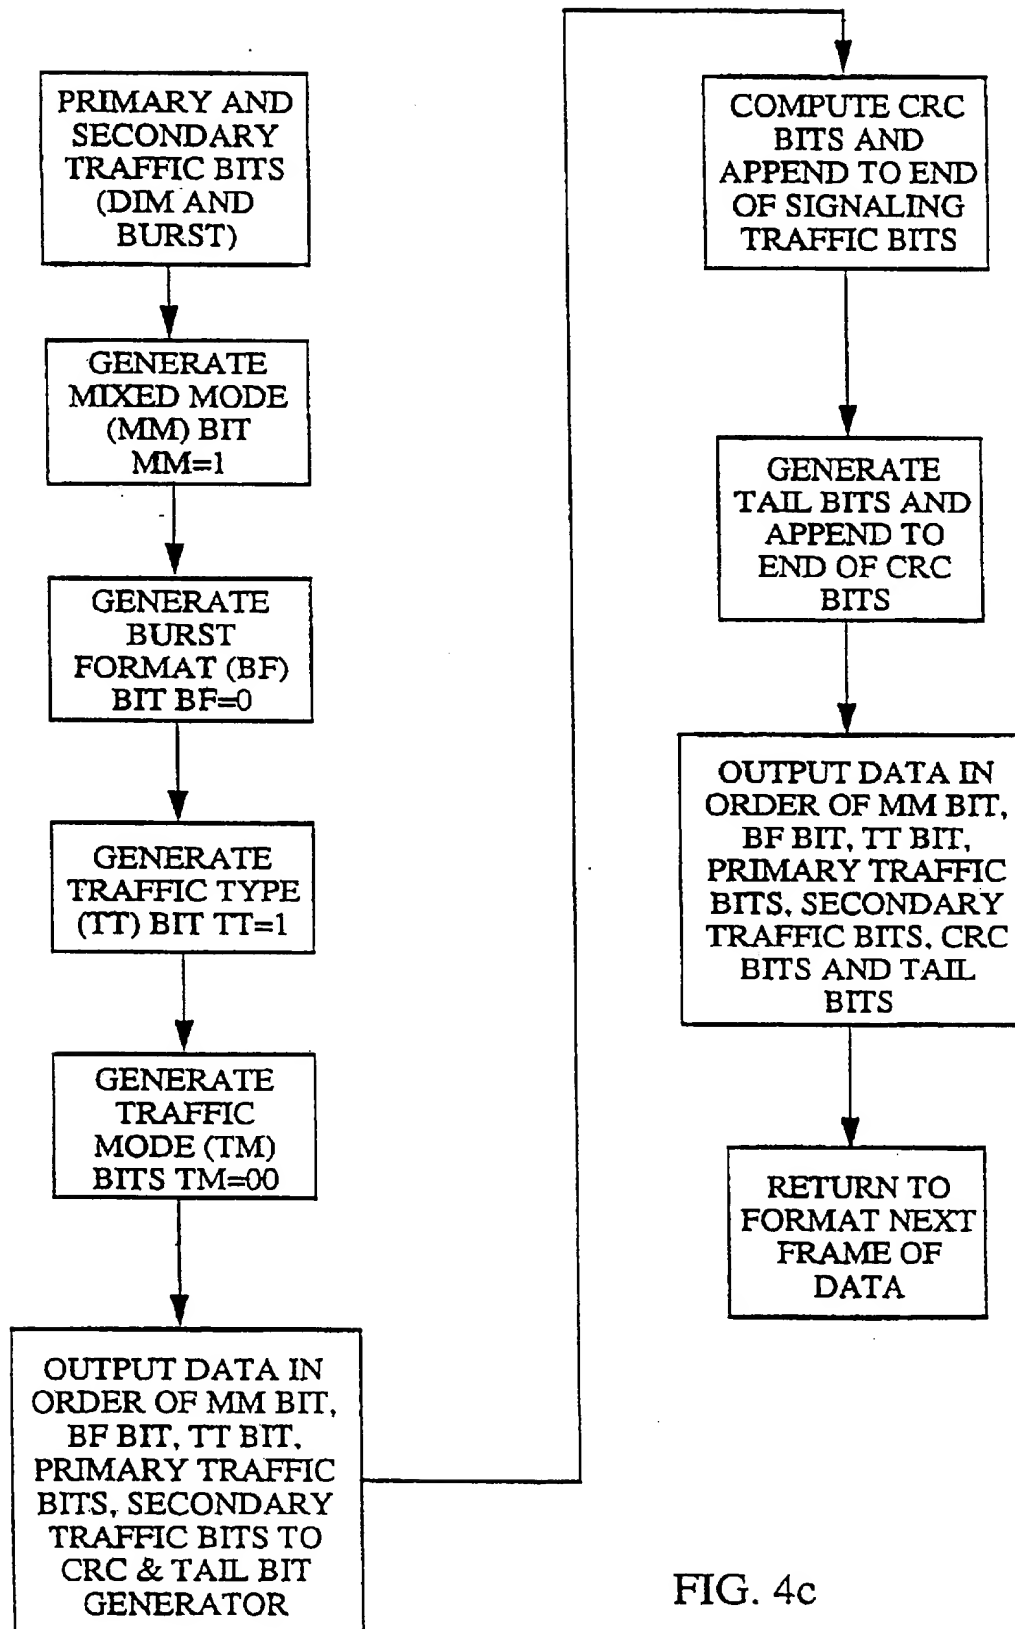 PRIMARY AND
SECONDARY
TRAFFIC BITS
(DIM AND
BURST)
GENERATE
MIXED MODE
(MM) BIT
MM=1
GENERATE
BURST
FORMAT (BF)
BIT BF=0
GENERATE
TRAFFIC TYPE
(TT) BIT TT=1
GENERATE
TRAFFIC
MODE (TM)
BITS TM=00
OUTPUT DATA IN
ORDER OF MM BIT,
BF BIT, TT BIT,
PRIMARY TRAFFIC
BITS, SECONDARY
TRAFFIC BITS TO
CRC & TAIL BIT
GENERATOR
COMPUTE CRC
BITS AND
APPEND TO END
OF SIGNALING
TRAFFIC BITS
GENERATE
TAIL BITS AND
APPEND TO
END OF CRC
BITS
OUTPUT DATA IN
ORDER OF MM BIT,
BF BIT, TT BIT,
PRIMARY TRAFFIC
BITS, SECONDARY
TRAFFIC BITS, CRC
BITS AND TAIL
BITS
RETURN TO
FORMAT NEXT
FRAME OF
DATA
FIG. 4c